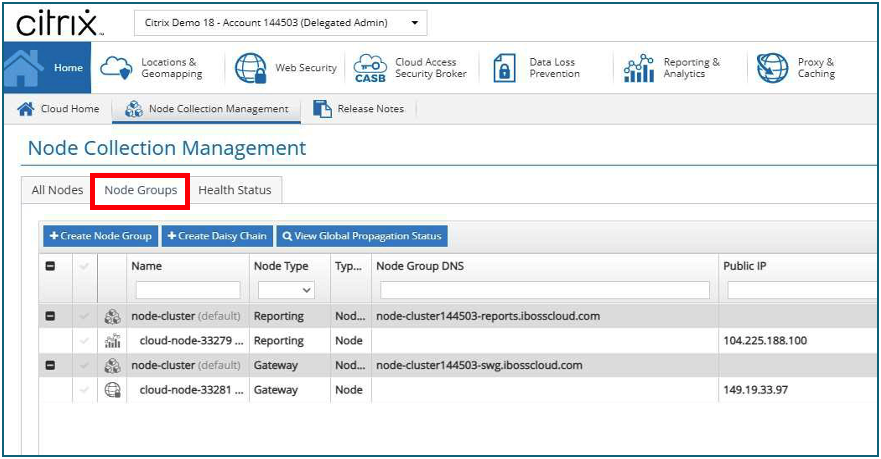 citrix
Citrix Demo 18 - Account 144503 (Delegated Admin)
Home
Locations &
Geomapping
Web Security
CASB
Cloud Access
Security Broker
Data Loss
Prevention
Reporting &
Analytics
Proxy &
Caching
Cloud Home
Node Collection Management
Release Notes
Node Collection Management
All Nodes
Node Groups
Health Status
+Create Node Group
+Create Daisy Chain
View Global Propagation Status
Name Node Type Typ... Node Group DNS Public IP
node-cluster (default) Reporting Nod... node-cluster144503-reports.ibosscloud.com
cloud-node-33279 ... Reporting Node 104.225.188.100
node-cluster (default) Gateway Nod... node-cluster144503-swg.ibosscloud.com
cloud-node-33281 ... Gateway Node 149.19.33.97